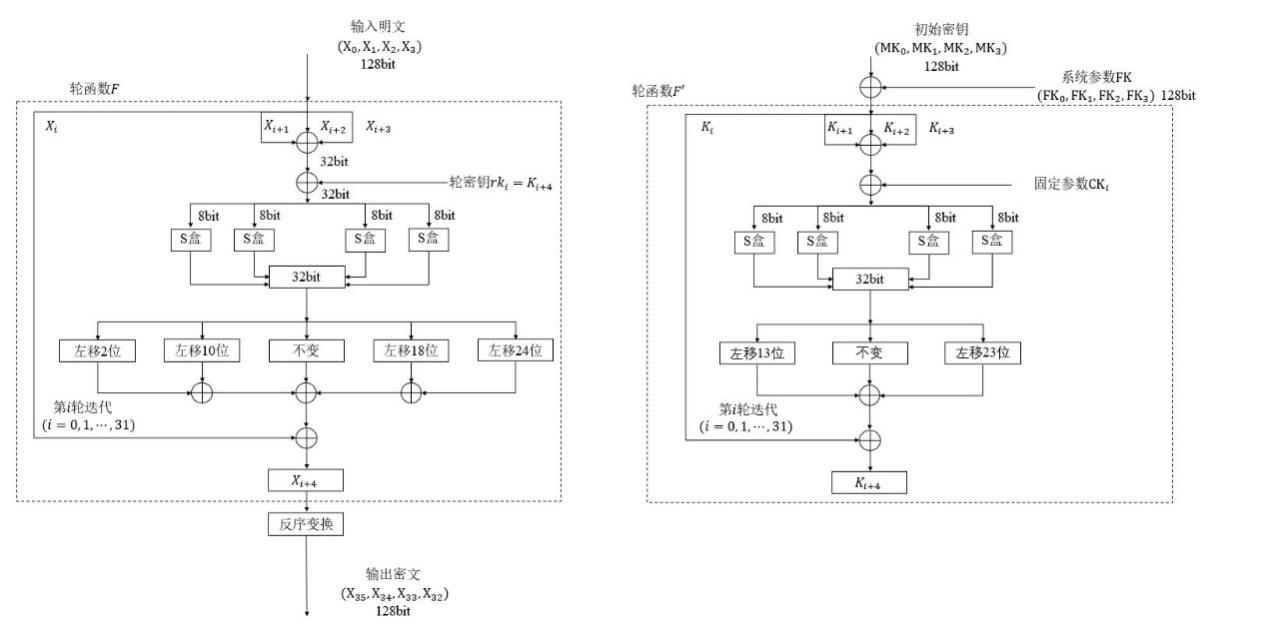 输入明文
(X₀, X₁, X₂, X₃)
128bit
轮函数F
Xᵢ
Xᵢ₊₁
Xᵢ₊₂
Xᵢ₊₃
32bit
轮密钥rkᵢ = Kᵢ₊₄
32bit
8bit
8bit
8bit
8bit
S盒
S盒
S盒
S盒
32bit
左移2位
左移10位
不变
左移18位
左移24位
第i轮迭代
(i = 0, 1, ⋯, 31)
Xᵢ₊₄
反序变换
输出密文
(X₃₅, X₃₄, X₃₃, X₃₂)
128bit
初始密钥
(MK₀, MK₁, MK₂, MK₃)
128bit
系统参数FK
(FK₀, FK₁, FK₂, FK₃) 128bit
轮函数F′
Kᵢ
Kᵢ₊₁
Kᵢ₊₂
Kᵢ₊₃
固定参数CKᵢ
8bit
8bit
8bit
8bit
S盒
S盒
S盒
S盒
32bit
左移13位
不变
左移23位
第i轮迭代
(i = 0, 1, ⋯, 31)
Kᵢ₊₄